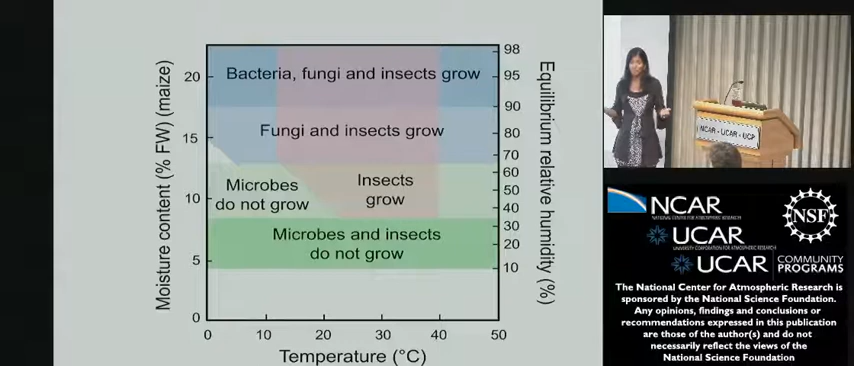 Bacteria, fungi and insects grow
Fungi and insects grow
Microbes
do not grow
Insects
grow
Microbes and insects
do not grow
Moisture content (% FW) (maize)
20
15
10
5
0
0 10 20 30 40 50
Temperature (°C)
98
95
90
80
70
60
50
40
30
20
10
Equilibrium relative humidity (%)
NCAR • UCAR • UCP
NCAR
NATIONAL CENTER FOR ATMOSPHERIC RESEARCH
UCAR
UNIVERSITY CORPORATION FOR ATMOSPHERIC RESEARCH
UCAR COMMUNITY
PROGRAMS
NSF
The National Center for Atmospheric Research is
sponsored by the National Science Foundation.
Any opinions, findings and conclusions or
recommendations expressed in this publication
are those of the author(s) and do not
necessarily reflect the views of the
National Science Foundation